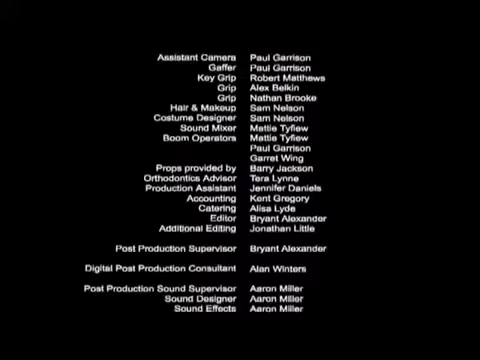 Assistant Camera Paul Garrison
Gaffer Paul Garrison
Key Grip Robert Matthews
Grip Alex Belkin
Grip Nathan Brooke
Hair & Makeup Sam Nelson
Costume Designer Sam Nelson
Sound Mixer Mattie Tyfiew
Boom Operators Mattie Tyfiew
Paul Garrison
Garret Wing
Props provided by Barry Jackson
Orthodontics Advisor Tera Lynne
Production Assistant Jennifer Daniels
Accounting Kent Gregory
Catering Alisa Lyde
Editor Bryant Alexander
Additional Editing Jonathan Little
Post Production Supervisor Bryant Alexander
Digital Post Production Consultant Alan Winters
Post Production Sound Supervisor Aaron Miller
Sound Designer Aaron Miller
Sound Effects Aaron Miller